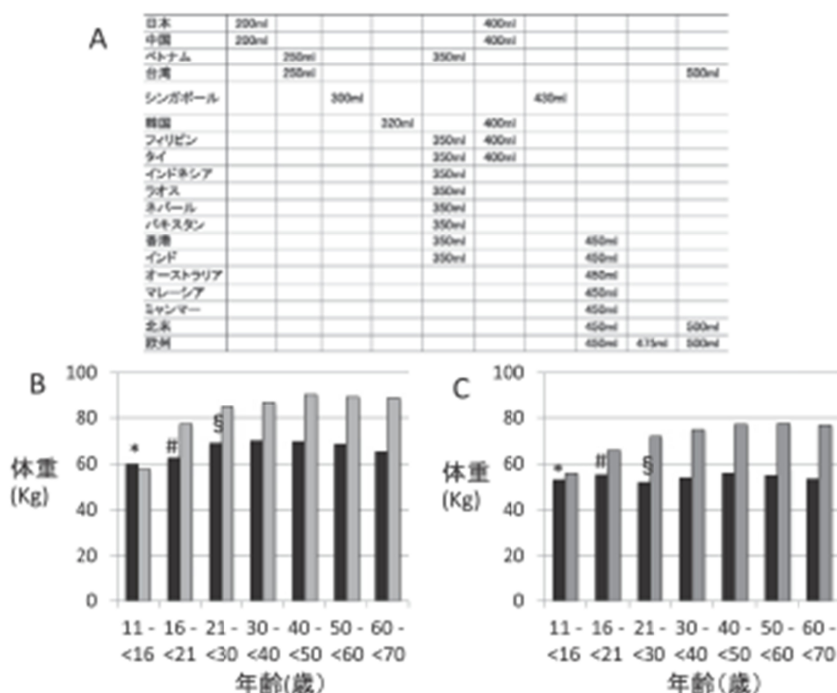 A
日本 200ml 400ml
中国 200ml 400ml
ベトナム 250ml 350ml
台湾 250ml 500ml
シンガポール 300ml 430ml
韓国 320ml 400ml
フィリピン 350ml 400ml
タイ 350ml 400ml
インドネシア 350ml
ラオス 350ml
ネパール 350ml
パキスタン 350ml
香港 350ml 450ml
インド 350ml 450ml
オーストラリア
マレーシア 450ml
ミャンマー 450ml
北米 450ml 500ml
欧州 450ml 475ml 500ml
B
体重
(Kg)
100
80
60
40
20
0
* # §
11 - 16 - 21 - 30 - 40 - 50 - 60 -
<16 <21 <30 <40 <50 <60 <70
年齢(歳)
C
体重
(Kg)
100
80
60
40
20
0
* # §
11 - 16 - 21 - 30 - 40 - 50 - 60 -
<16 <21 <30 <40 <50 <60 <70
年齢(歳)